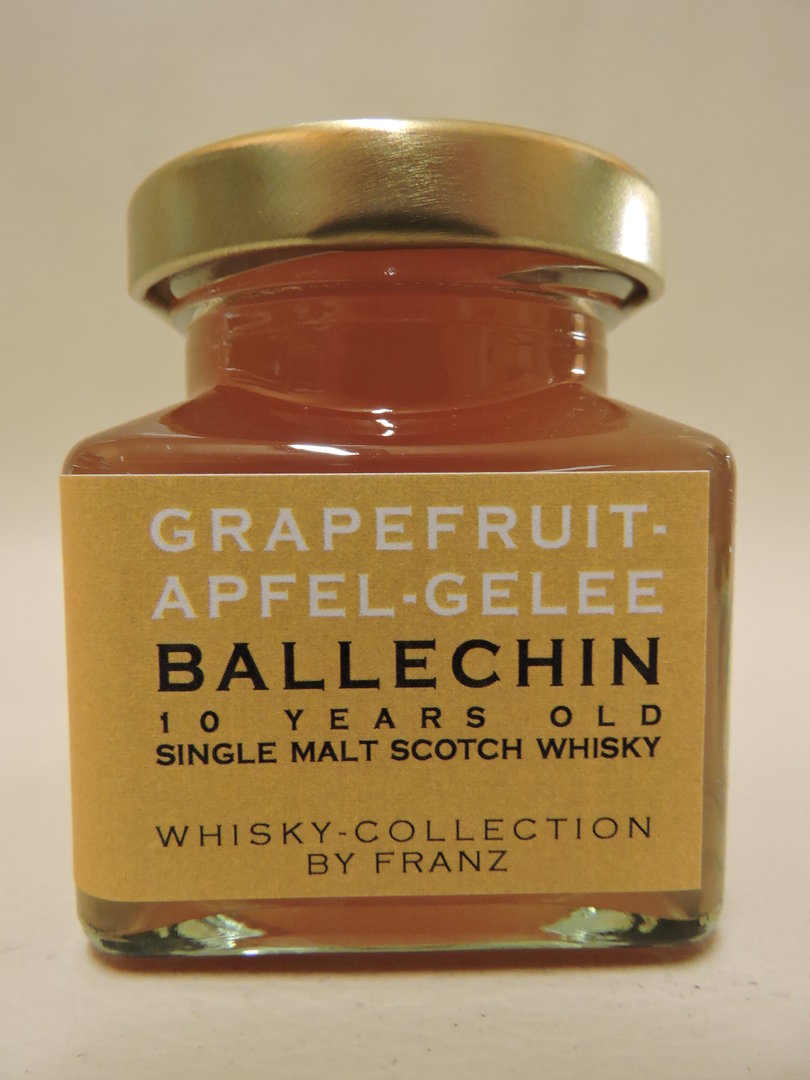 GRAPEFRUIT-
APFEL-GELEE
BALLECHIN
10 YEARS OLD
SINGLE MALT SCOTCH WHISKY
WHISKY-COLLECTION
BY FRANZ